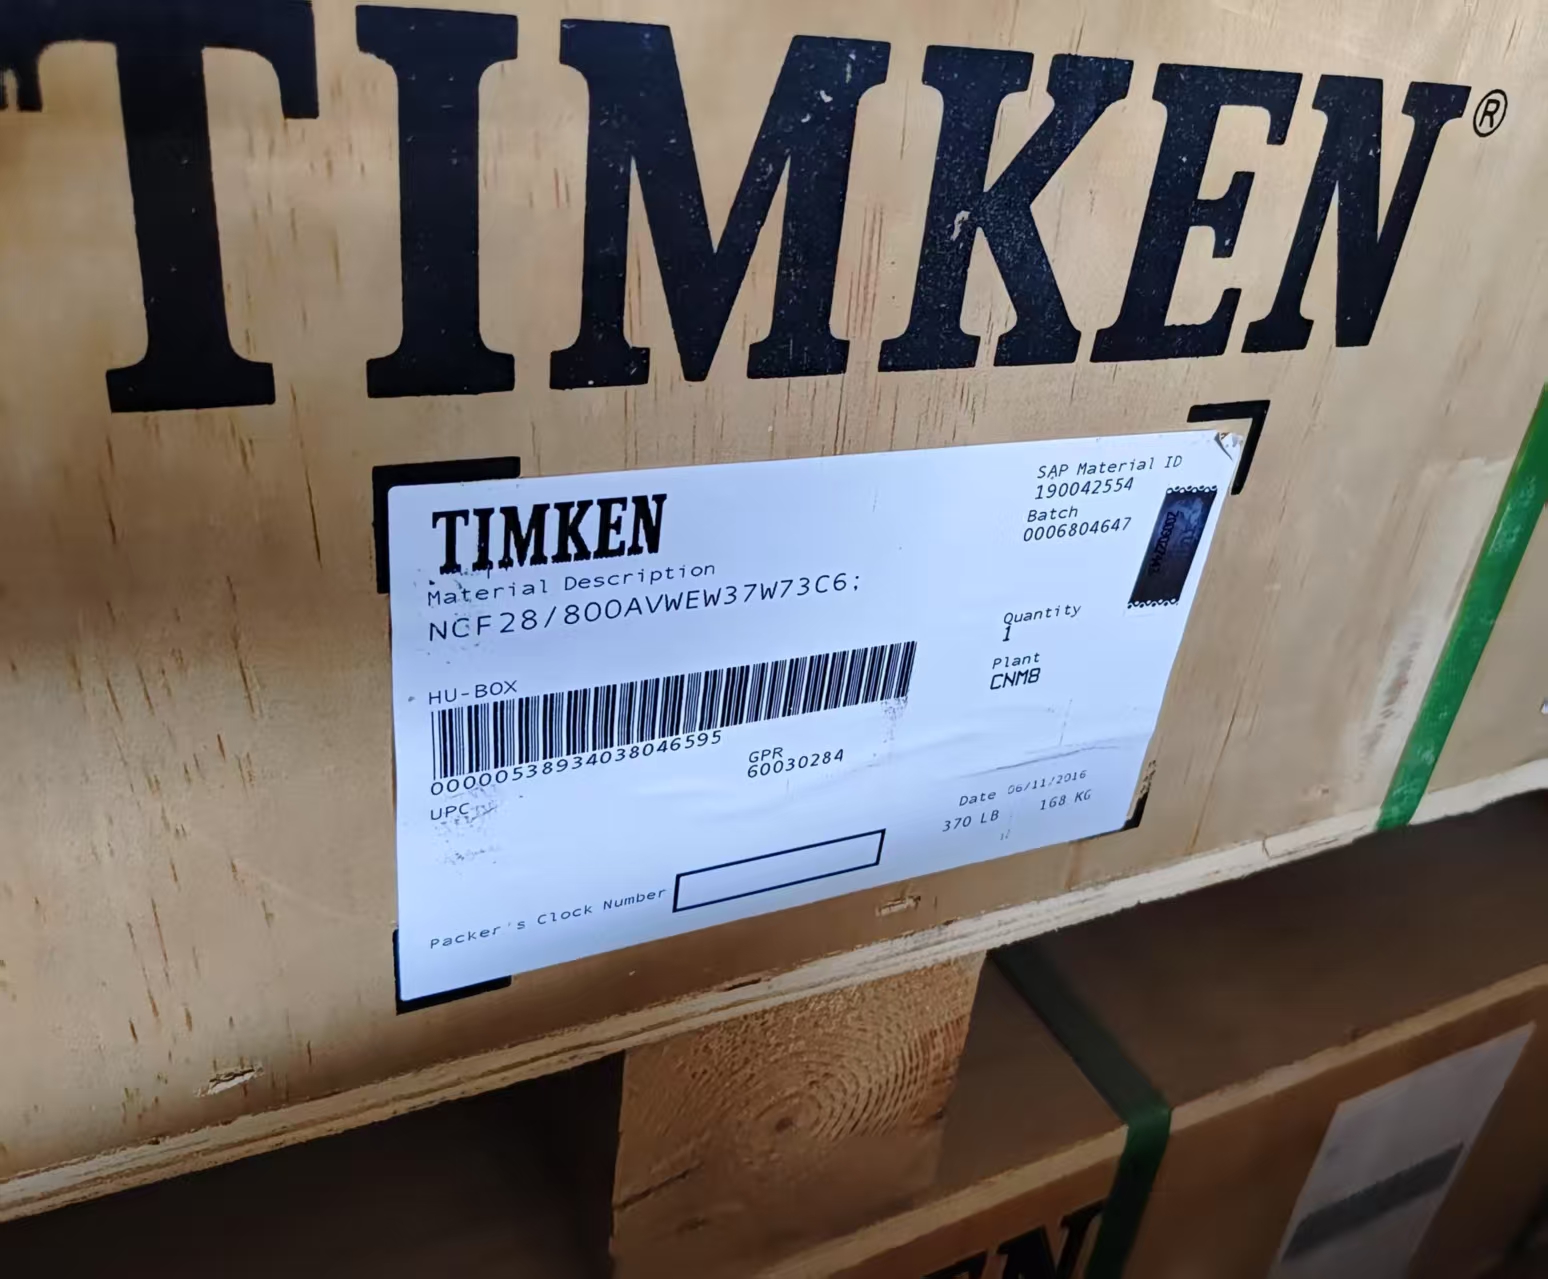 TIMKEN®
TIMKEN
SAP Material ID
190042554
Batch
0006804647
Material Description
NCF28/800AVWEW37W73C6;
Quantity
1
Plant
CNMB
HU-BOX
00000538934038046595
GPR
60030284
UPC
Date 06/11/2016
370 LB 168 KG
Packer's Clock Number
EN